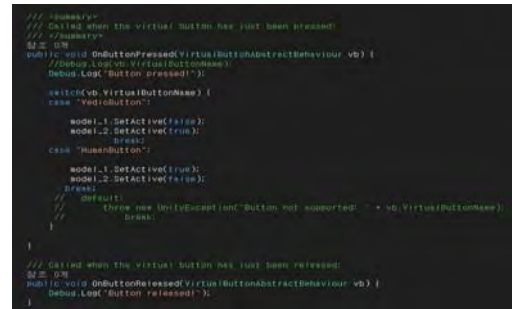 /// <summary>
/// Called when the virtual button has just been pressed:
/// </summary>
참조 0개
public void OnButtonPressed(VirtualButtonAbstractBehaviour vb) {
//Debug.Log(vb.VirtualButtonName);
Debug.Log("Button pressed!");
switch(vb.VirtualButtonName) {
case "VedioButton":
model_1.SetActive(false);
model_2.SetActive(true);
break;
case "HumanButton":
model_1.SetActive(true);
model_2.SetActive(false);
break;
// default:
// throw new UnityException("Button not supported: " + vb.VirtualButtonName);
// break;
}
}
/// Called when the virtual button has just been released:
참조 0개
public void OnButtonReleased(VirtualButtonAbstractBehaviour vb) {
Debug.Log("Button released!");
}